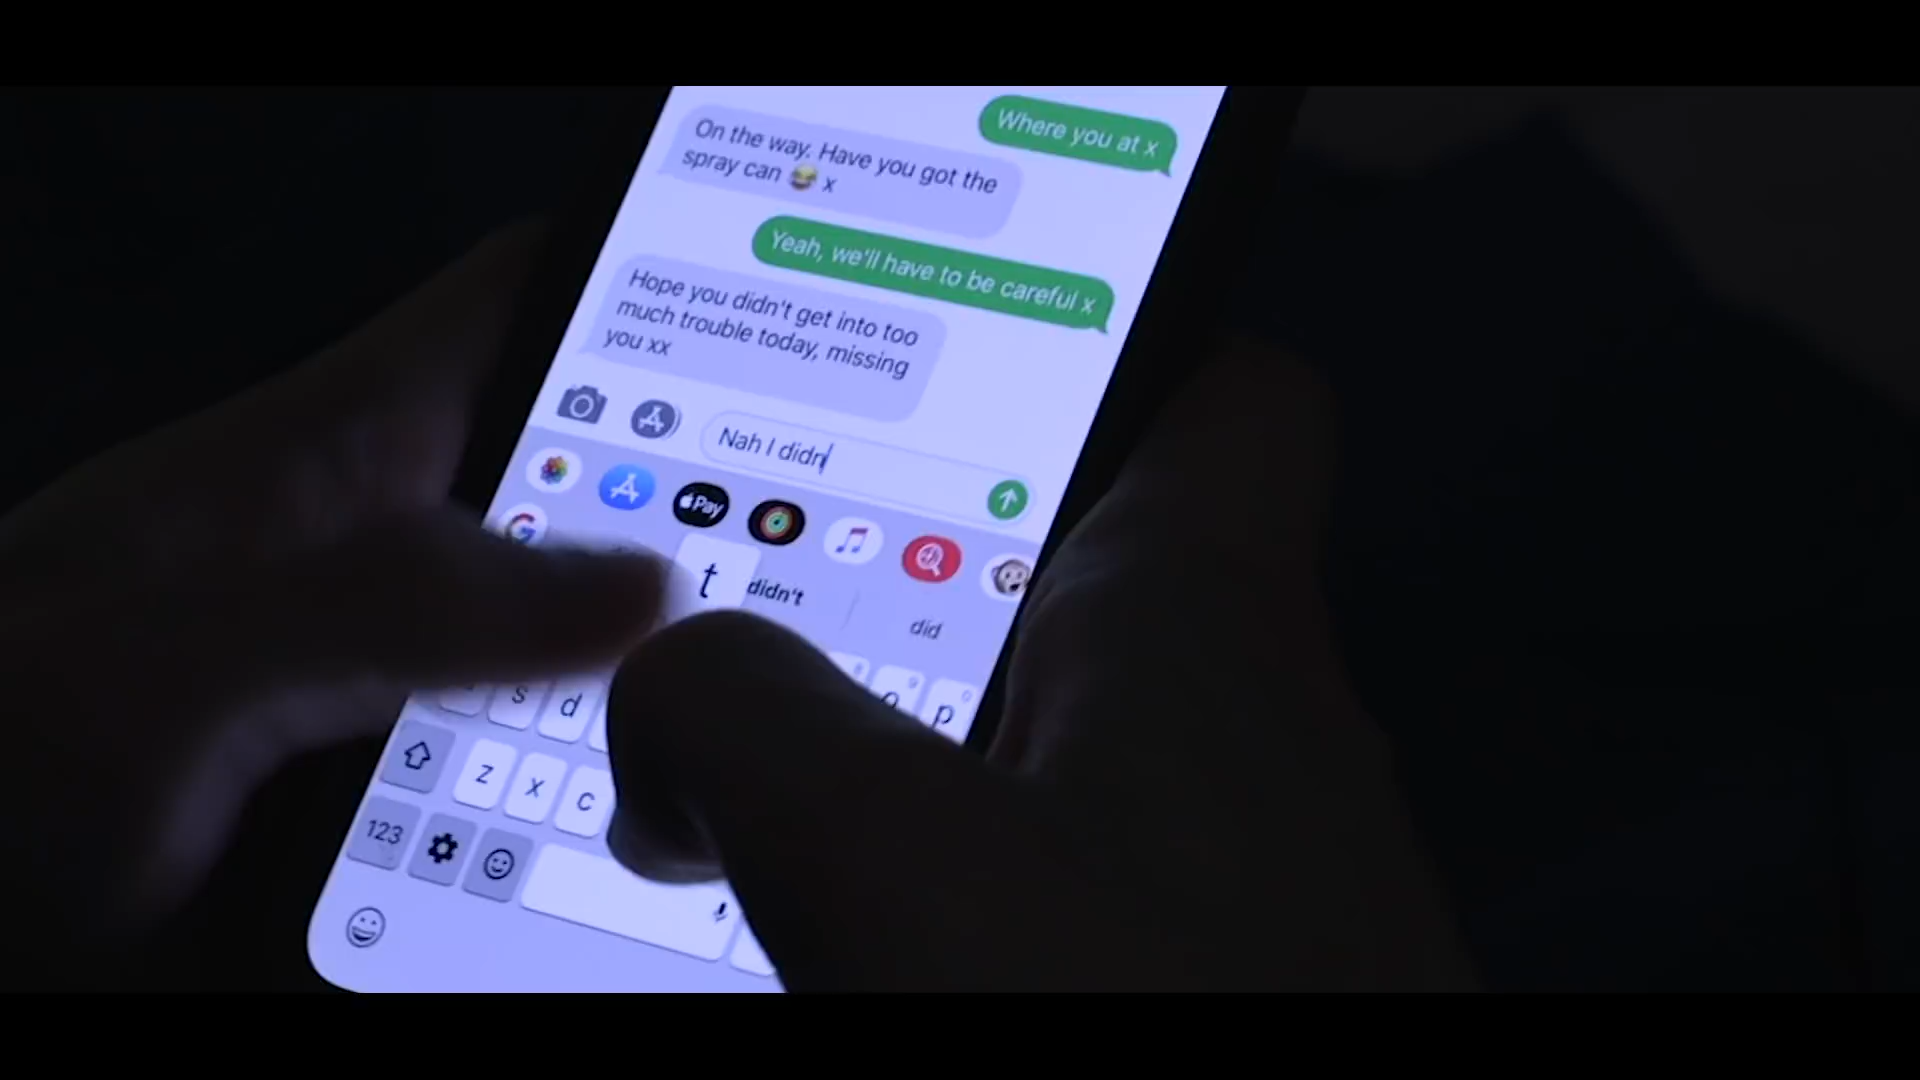 Where you at x
On the way. Have you got the
spray can 😂 x
Yeah, we'll have to be careful x
Hope you didn't get into too
much trouble today, missing
you xx
Nah I didn
Pay
G
t
didn't
did
s d o p
z x c
123